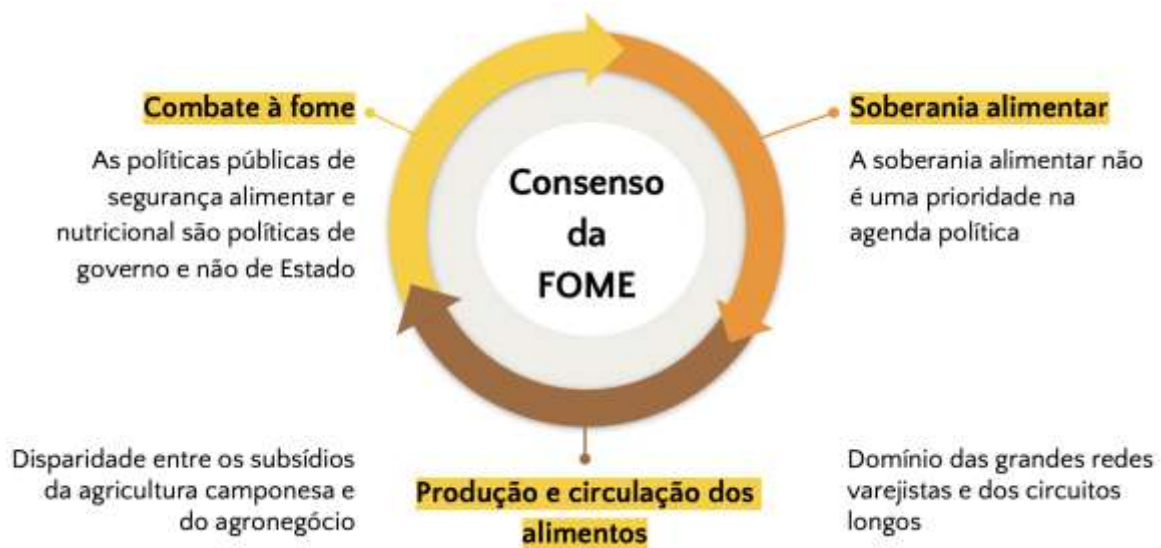 Combate à fome
As políticas públicas de
segurança alimentar e
nutricional são políticas de
governo e não de Estado
Consenso
da
FOME
Soberania alimentar
A soberania alimentar não
é uma prioridade na
agenda política
Disparidade entre os subsídios
da agricultura camponesa e
do agronegócio
Produção e circulação dos
alimentos
Domínio das grandes redes
varejistas e dos circuitos
longos